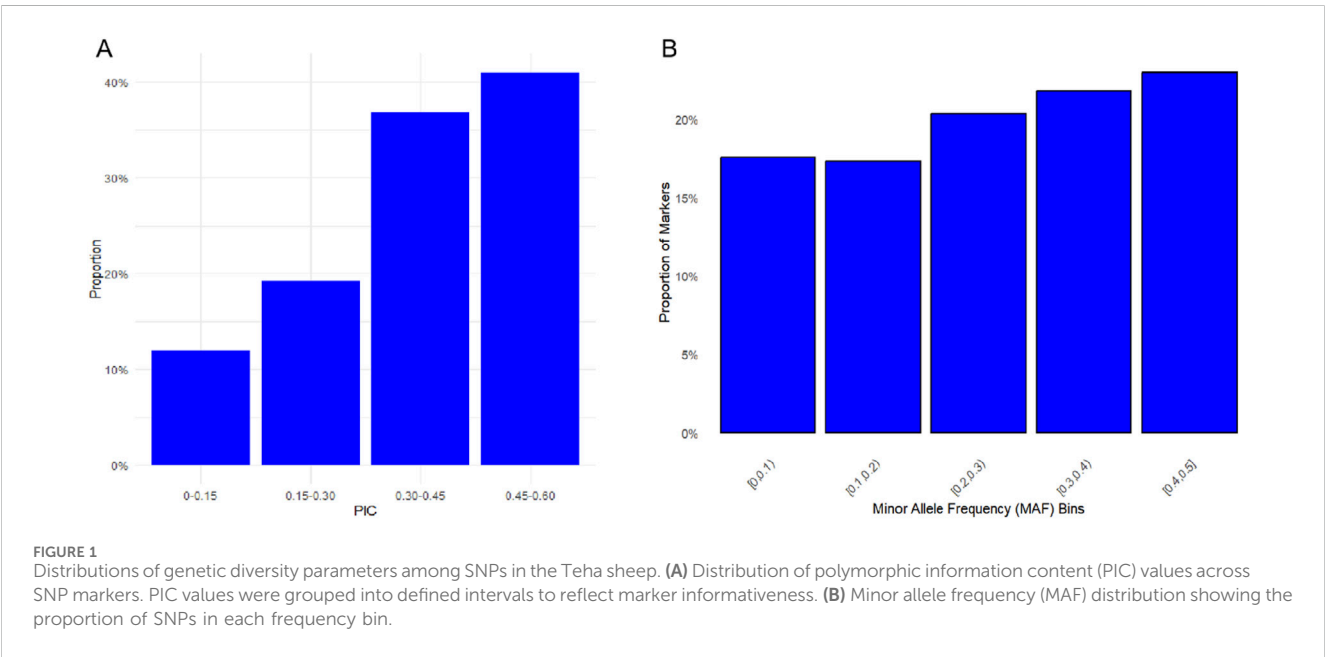 A
40%
30%
20%
10%
0%
Proportion
0-0.15 0.15-0.30 0.30-0.45 0.45-0.60
PIC
B
20%
15%
10%
5%
0%
Proportion of Markers
[0,0.1) [0.1,0.2) [0.2,0.3) [0.3,0.4) [0.4,0.5]
Minor Allele Frequency (MAF) Bins
FIGURE 1
Distributions of genetic diversity parameters among SNPs in the Teha sheep. (A) Distribution of polymorphic information content (PIC) values across
SNP markers. PIC values were grouped into defined intervals to reflect marker informativeness. (B) Minor allele frequency (MAF) distribution showing the
proportion of SNPs in each frequency bin.